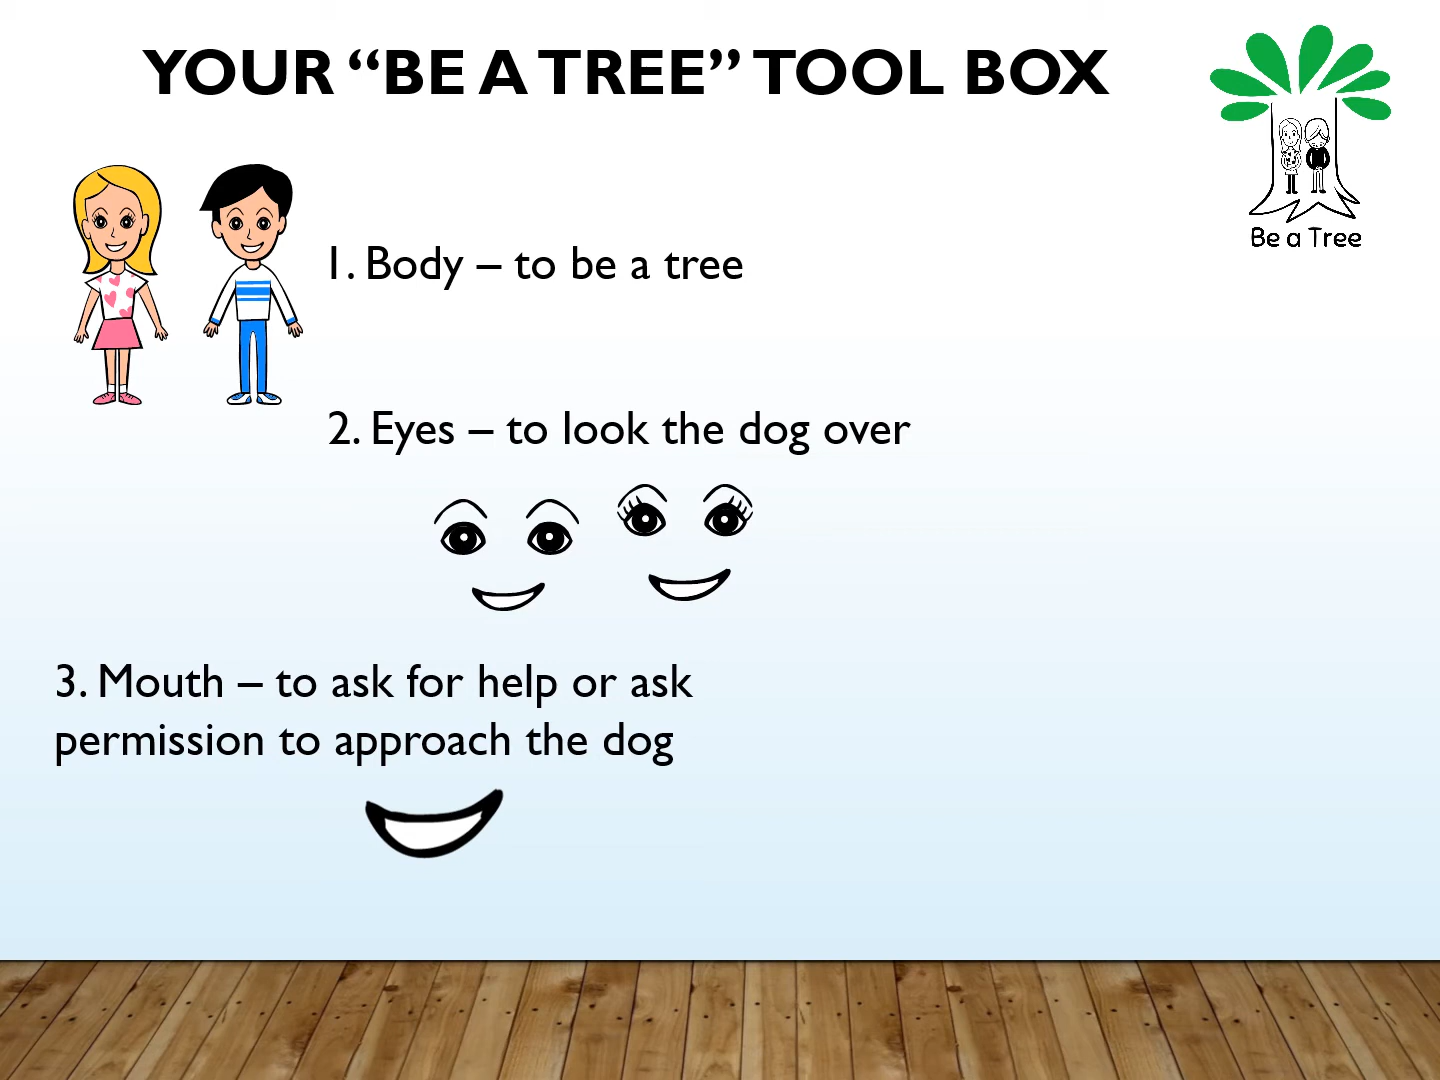 YOUR “BE A TREE” TOOL BOX
Be a Tree
1. Body – to be a tree
2. Eyes – to look the dog over
3. Mouth – to ask for help or ask
permission to approach the dog